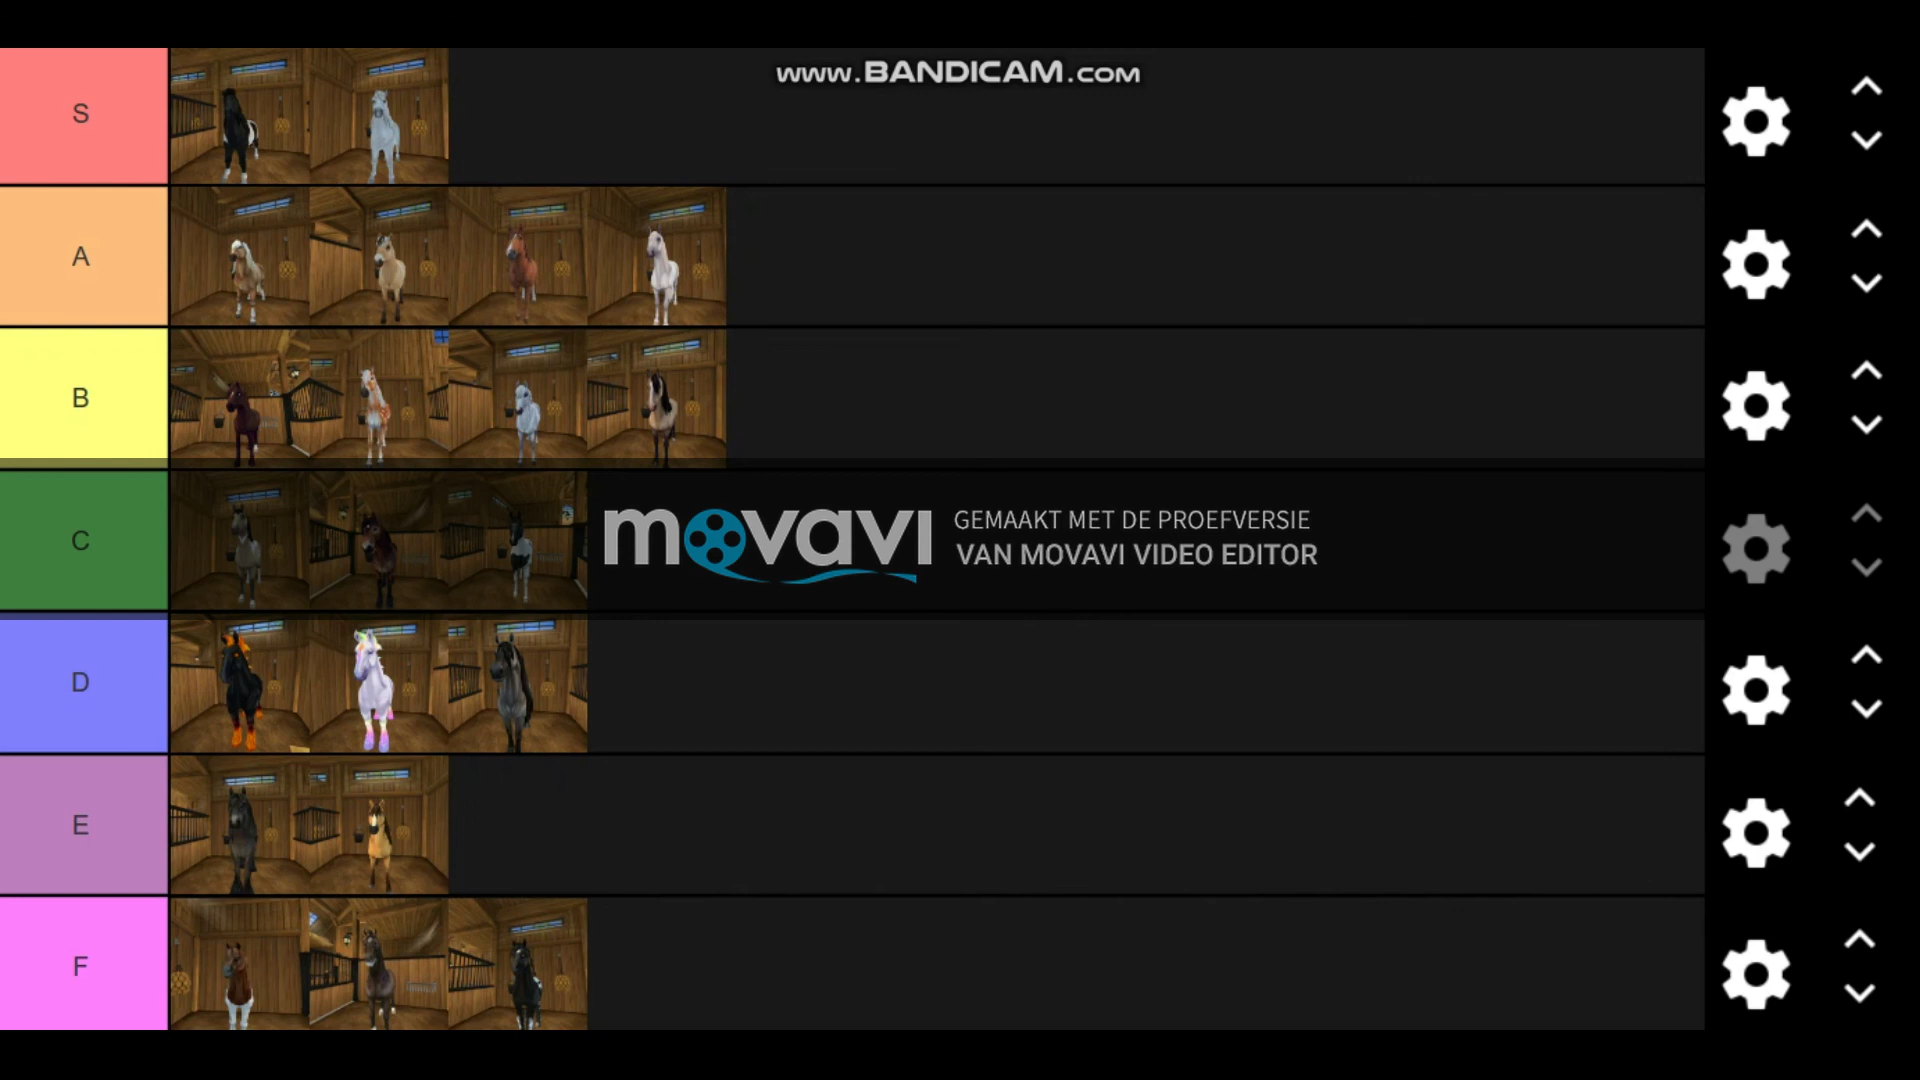 www.BANDICAM.com
S
A
B
C
movavi
GEMAAKT MET DE PROEFVERSIE
VAN MOVAVI VIDEO EDITOR
D
E
F